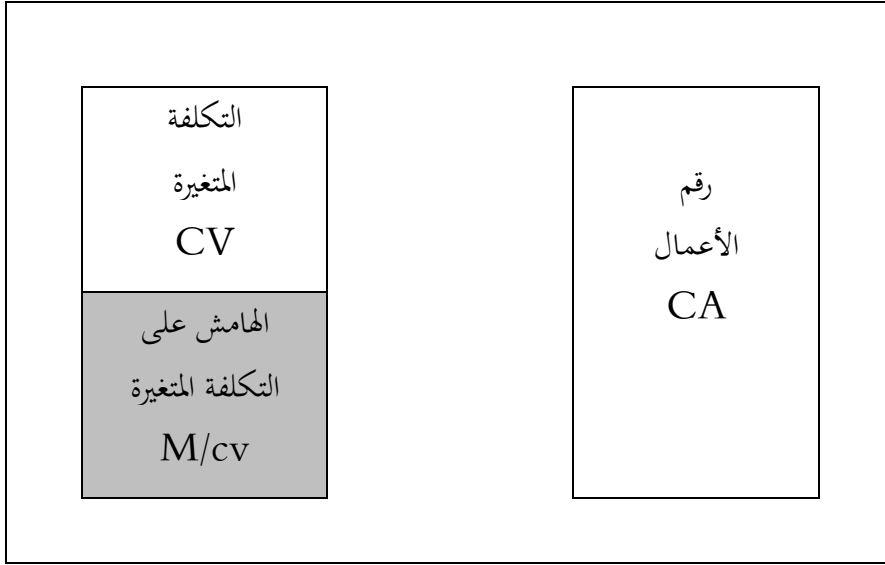 رقم
الأعمال
CA
التكلفة
المتغيرة
CV
الهامش على
التكلفة المتغيرة
M/cv